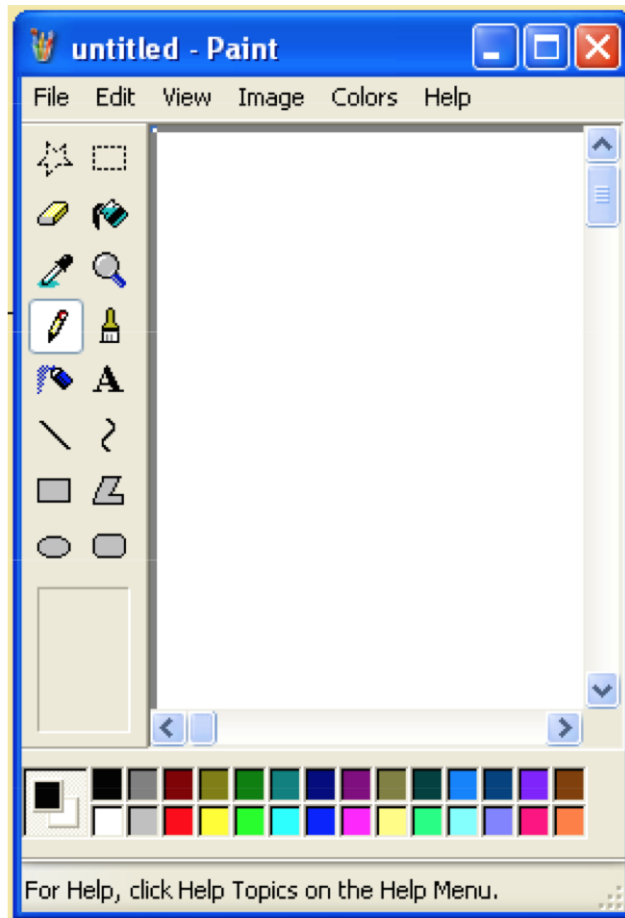 untitled - Paint
File Edit View Image Colors Help
A
For Help, click Help Topics on the Help Menu.